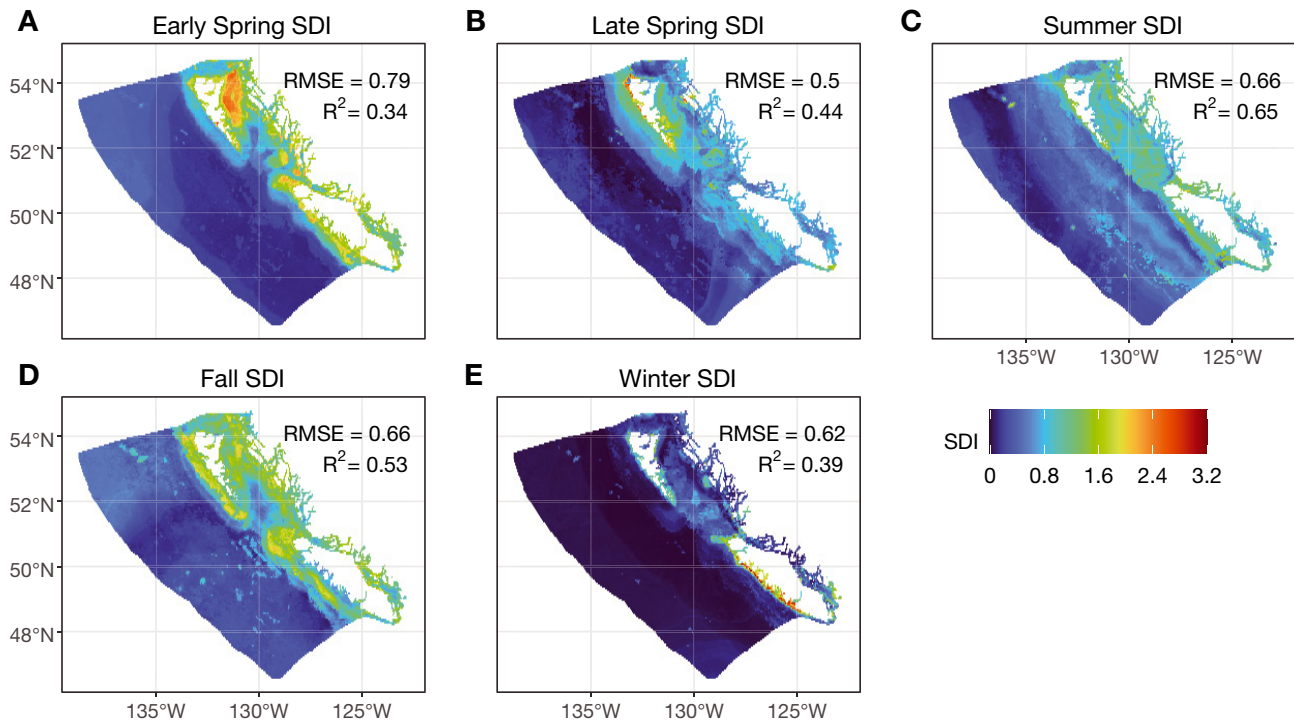 A Early Spring SDI
RMSE = 0.79
R² = 0.34
54°N
52°N
50°N
48°N
B Late Spring SDI
RMSE = 0.5
R² = 0.44
C Summer SDI
RMSE = 0.66
R² = 0.65
135°W 130°W 125°W
D Fall SDI
RMSE = 0.66
R² = 0.53
54°N
52°N
50°N
48°N
135°W 130°W 125°W
E Winter SDI
RMSE = 0.62
R² = 0.39
135°W 130°W 125°W
SDI
0 0.8 1.6 2.4 3.2